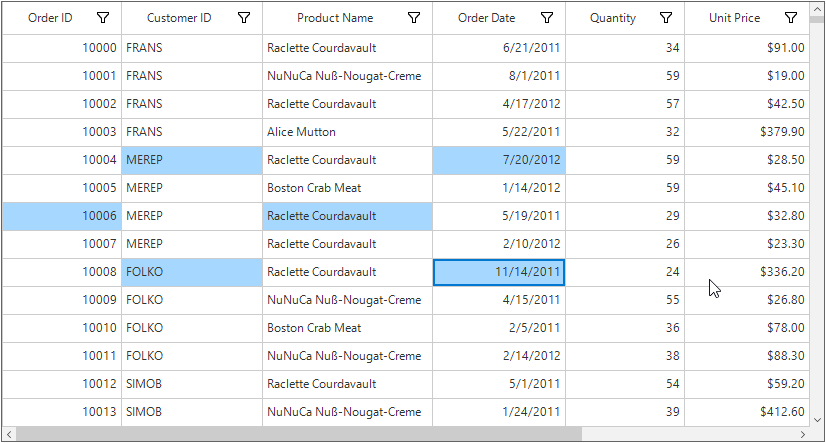 Order ID Customer ID Product Name Order Date Quantity Unit Price
10000 FRANS Raclette Courdavault 6/21/2011 34 $91.00
10001 FRANS NuNuCa Nuß-Nougat-Creme 8/1/2011 59 $19.00
10002 FRANS Raclette Courdavault 4/17/2012 57 $42.50
10003 FRANS Alice Mutton 5/22/2011 32 $379.90
10004 MEREP Raclette Courdavault 7/20/2012 59 $28.50
10005 MEREP Boston Crab Meat 1/14/2012 59 $45.10
10006 MEREP Raclette Courdavault 5/19/2011 29 $32.80
10007 MEREP Raclette Courdavault 2/10/2012 26 $23.30
10008 FOLKO Raclette Courdavault 11/14/2011 24 $336.20
10009 FOLKO NuNuCa Nuß-Nougat-Creme 4/15/2011 55 $26.80
10010 FOLKO Boston Crab Meat 2/5/2011 36 $78.00
10011 FOLKO NuNuCa Nuß-Nougat-Creme 2/14/2012 38 $88.30
10012 SIMOB Raclette Courdavault 5/1/2011 54 $59.20
10013 SIMOB NuNuCa Nuß-Nougat-Creme 1/24/2011 39 $412.60